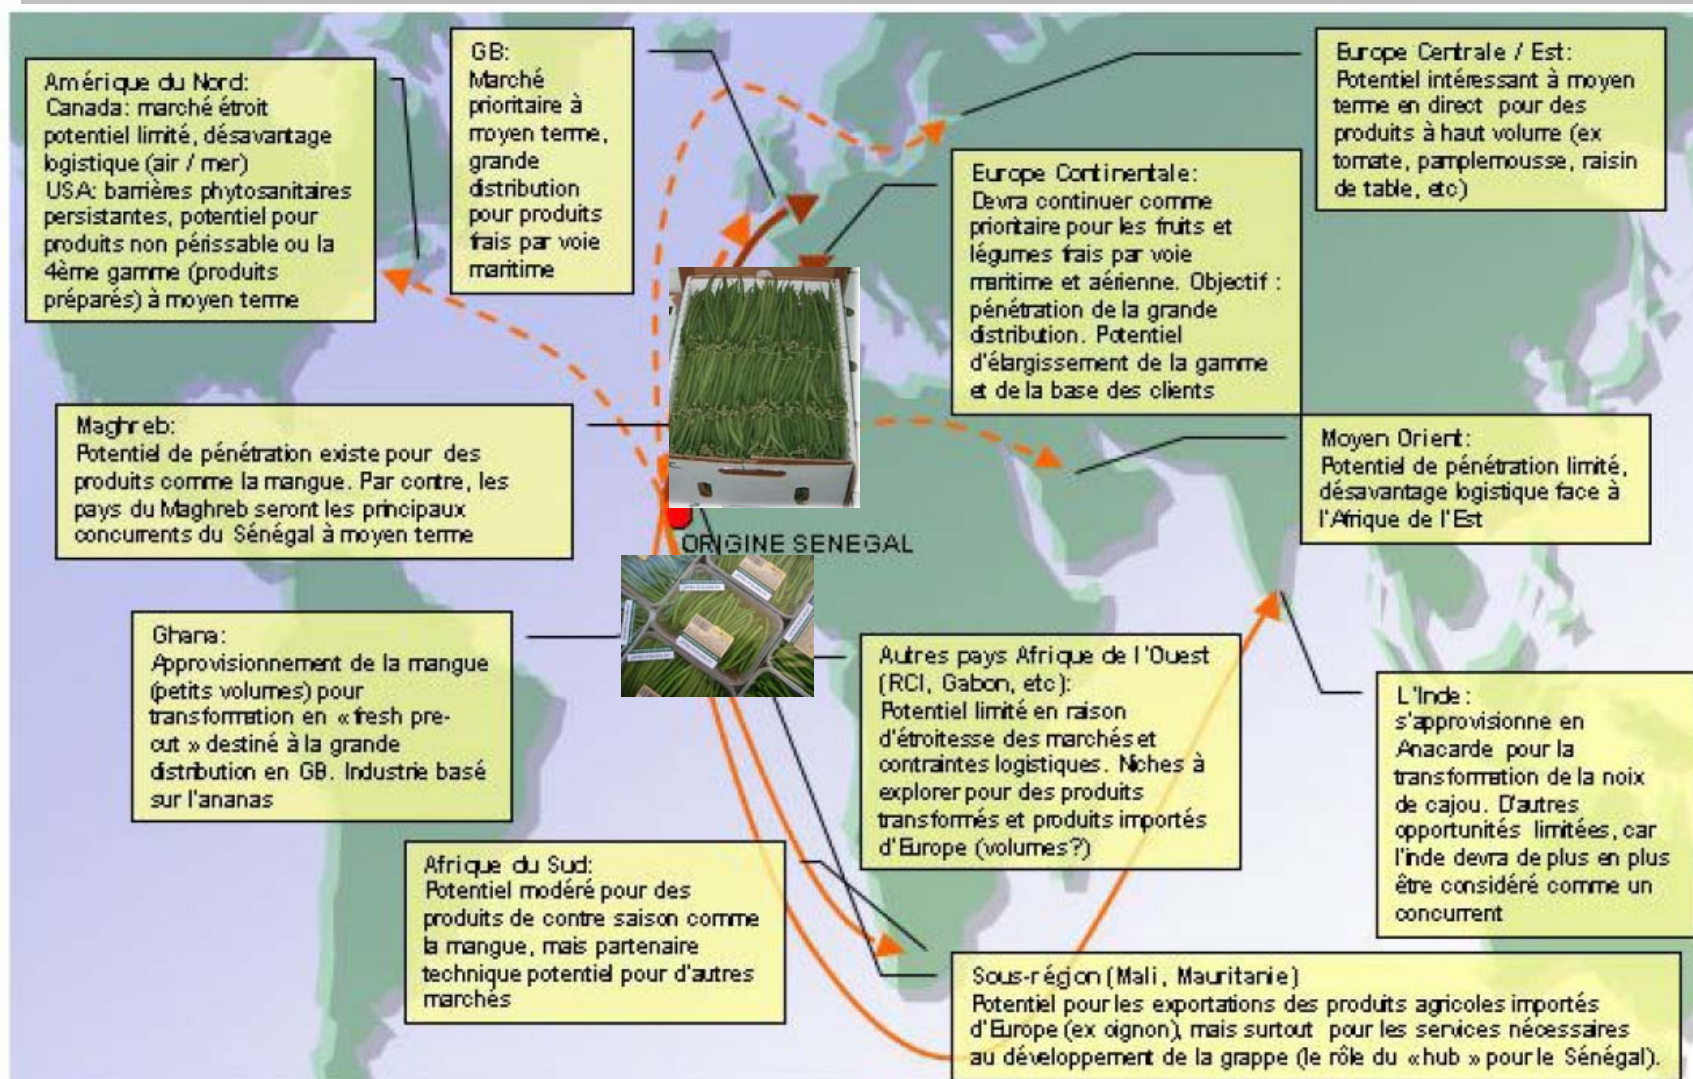 Amérique du Nord:
Canada: marché étroit
potentiel limité, désavantage
logistique (air / mer)
USA: barrières phytosanitaires
persistantes, potentiel pour
produits non périssable ou la
4ème gamme (produits
préparés) à moyen terme
GB:
Marché
prioritaire à
moyen terme,
grande
distribution
pour produits
frais par voie
maritime
Europe Centrale / Est:
Potentiel intéressant à moyen
terme en direct pour des
produits à haut volume (ex
tomate, pamplemousse, raisin
de table, etc)
Europe Continentale:
Devra continuer comme
prioritaire pour les fruits et
légumes frais par voie
maritime et aérienne. Objectif :
pénétration de la grande
distribution. Potentiel
d'élargissement de la gamme
et de la base des clients
Maghreb:
Potentiel de pénétration existe pour des
produits comme la mangue. Par contre, les
pays du Maghreb seront les principaux
concurrents du Sénégal à moyen terme
Moyen Orient:
Potentiel de pénétration limité,
désavantage logistique face à
l'Afrique de l'Est
ORIGINE SENEGAL
Ghana:
Approvisionnement de la mangue
(petits volumes) pour
transformation en « fresh pre-
cut » destiné à la grande
distribution en GB. Industrie basé
sur l'ananas
Autres pays Afrique de l'Ouest
(RCI, Gabon, etc):
Potentiel limité en raison
d'étroitesse des marchés et
contraintes logistiques. Niches à
explorer pour des produits
transformés et produits importés
d'Europe (volumes?)
L'Inde:
s'approvisionne en
Anacarde pour la
transformation de la noix
de cajou. D'autres
opportunités limitées, car
l'inde devra de plus en plus
être considéré comme un
concurrent
Afrique du Sud:
Potentiel modéré pour des
produits de contre saison comme
la mangue, mais partenaire
technique potentiel pour d'autres
marchés
Sous-région (Mali, Mauritanie)
Potentiel pour les exportations des produits agricoles importés
d'Europe (ex oignon), mais surtout pour les services nécessaires
au développement de la grappe (le rôle du « hub » pour le Sénégal).